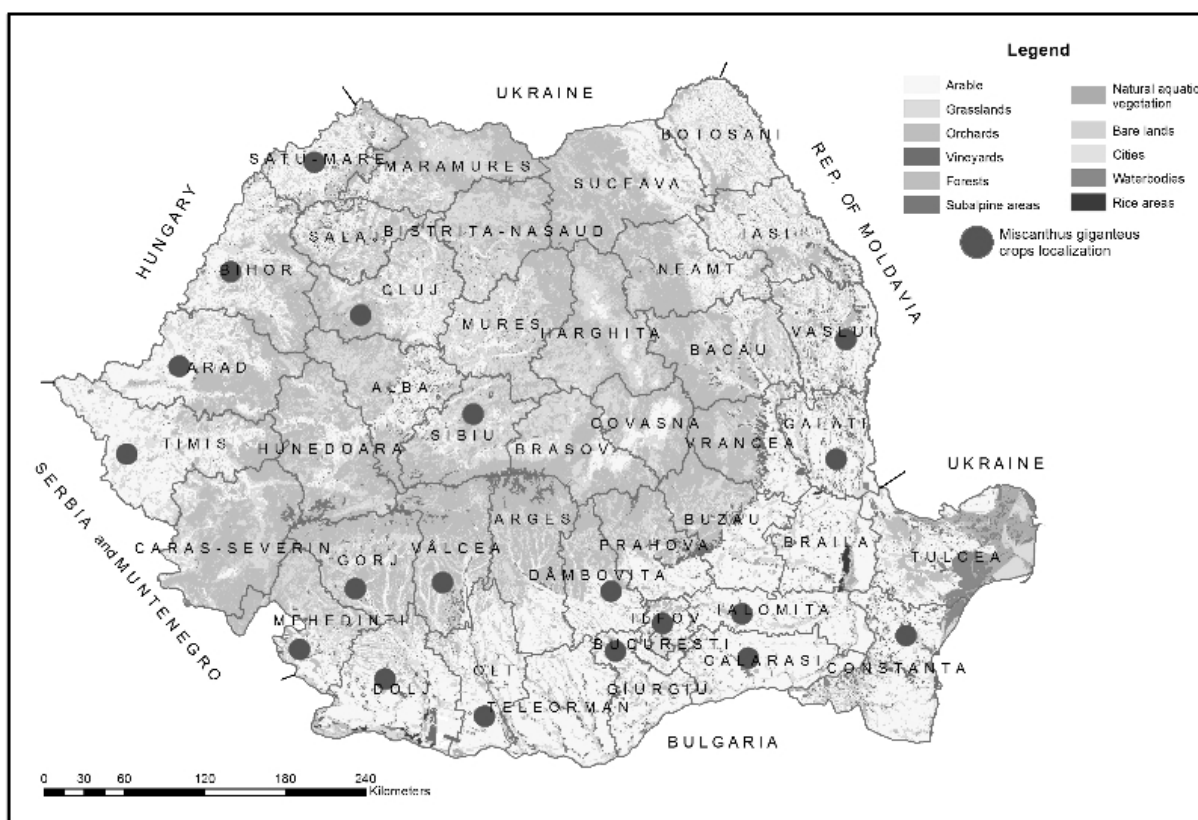 Legend
Arable
Grasslands
Orchards
Vineyards
Forests
Subalpine areas
Natural aquatic
vegetation
Bare lands
Cities
Waterbodies
Rice areas
Miscanthus giganteus
crops localization
UKRAINE
BOTOSANI
SATU-MARE
MARAMURES
SUCEAVA
REP. OF MOLDAVIA
HUNGARY
SALAJ
BISTRITA-NASAUD
IASI
BIHOR
CLUJ
NEAMT
MURES
HARGHITA
VASLUI
BACAU
ARAD
ALBA
COVASNA
GALATI
TIMIS
HUNEDOARA
SIBIU
BRASOV
VRANCEA
UKRAINE
SERBIA and MUNTENEGRO
ARGES
BUZAU
CARAS-SEVERIN
GORJ
VÂLCEA
PRAHOVA
BRAILA
TULCEA
DÂMBOVITA
MEHEDINTI
ILFOV
IALOMITA
BUCURESTI
CALARASI
CONSTANTA
OLT
DOLJ
GIURGIU
TELEORMAN
BULGARIA
0 30 60 120 180 240
Kilometers